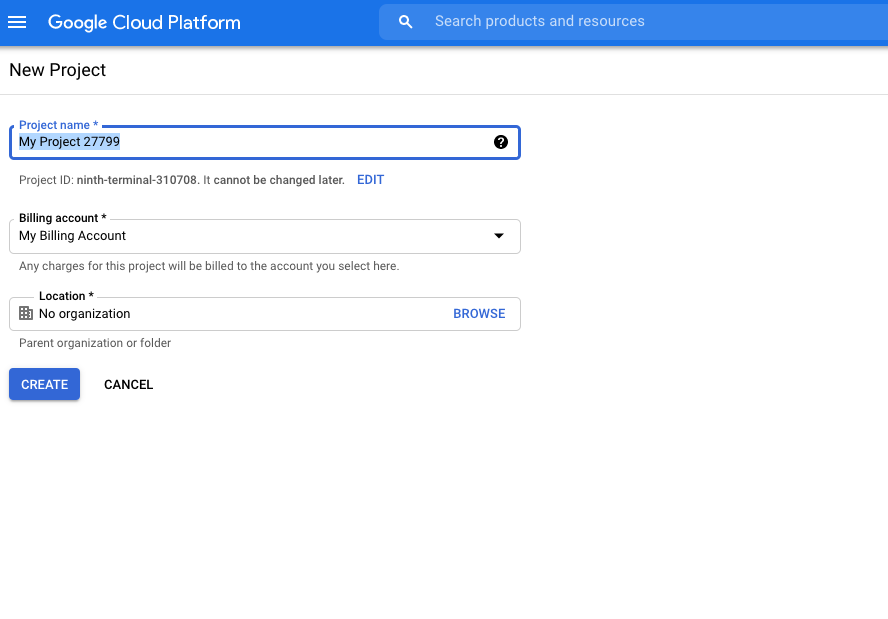 Google Cloud Platform
Search products and resources
New Project
Project name *
My Project 27799
Project ID: ninth-terminal-310708. It cannot be changed later. EDIT
Billing account *
My Billing Account
Any charges for this project will be billed to the account you select here.
Location *
No organization BROWSE
Parent organization or folder
CREATE CANCEL